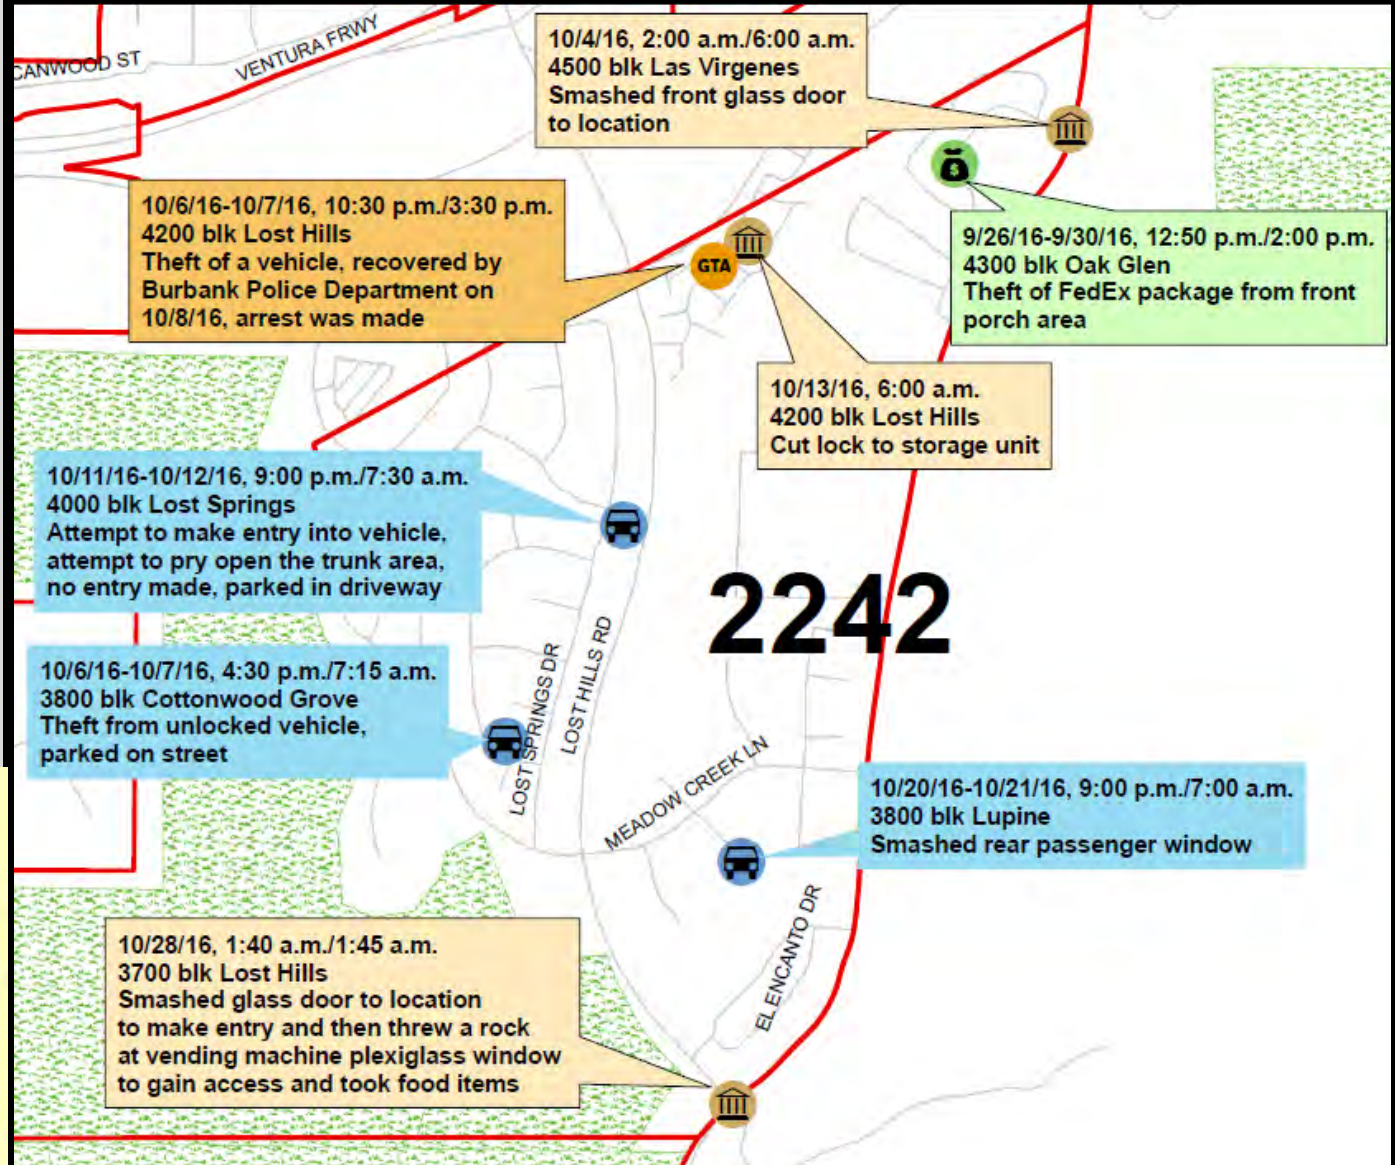 CANWOOD ST
VENTURA FRWY
10/4/16, 2:00 a.m./6:00 a.m.
4500 blk Las Virgenes
Smashed front glass door
to location
10/6/16-10/7/16, 10:30 p.m./3:30 p.m.
4200 blk Lost Hills
Theft of a vehicle, recovered by
Burbank Police Department on
10/8/16, arrest was made
GTA
$
9/26/16-9/30/16, 12:50 p.m./2:00 p.m.
4300 blk Oak Glen
Theft of FedEx package from front
porch area
10/13/16, 6:00 a.m.
4200 blk Lost Hills
Cut lock to storage unit
10/11/16-10/12/16, 9:00 p.m./7:30 a.m.
4000 blk Lost Springs
Attempt to make entry into vehicle,
attempt to pry open the trunk area,
no entry made, parked in driveway
2242
10/6/16-10/7/16, 4:30 p.m./7:15 a.m.
3800 blk Cottonwood Grove
Theft from unlocked vehicle,
parked on street
LOST SPRINGS DR
LOST HILLS RD
MEADOW CREEK LN
10/20/16-10/21/16, 9:00 p.m./7:00 a.m.
3800 blk Lupine
Smashed rear passenger window
EL ENCANTO DR
10/28/16, 1:40 a.m./1:45 a.m.
3700 blk Lost Hills
Smashed glass door to location
to make entry and then threw a rock
at vending machine plexiglass window
to gain access and took food items